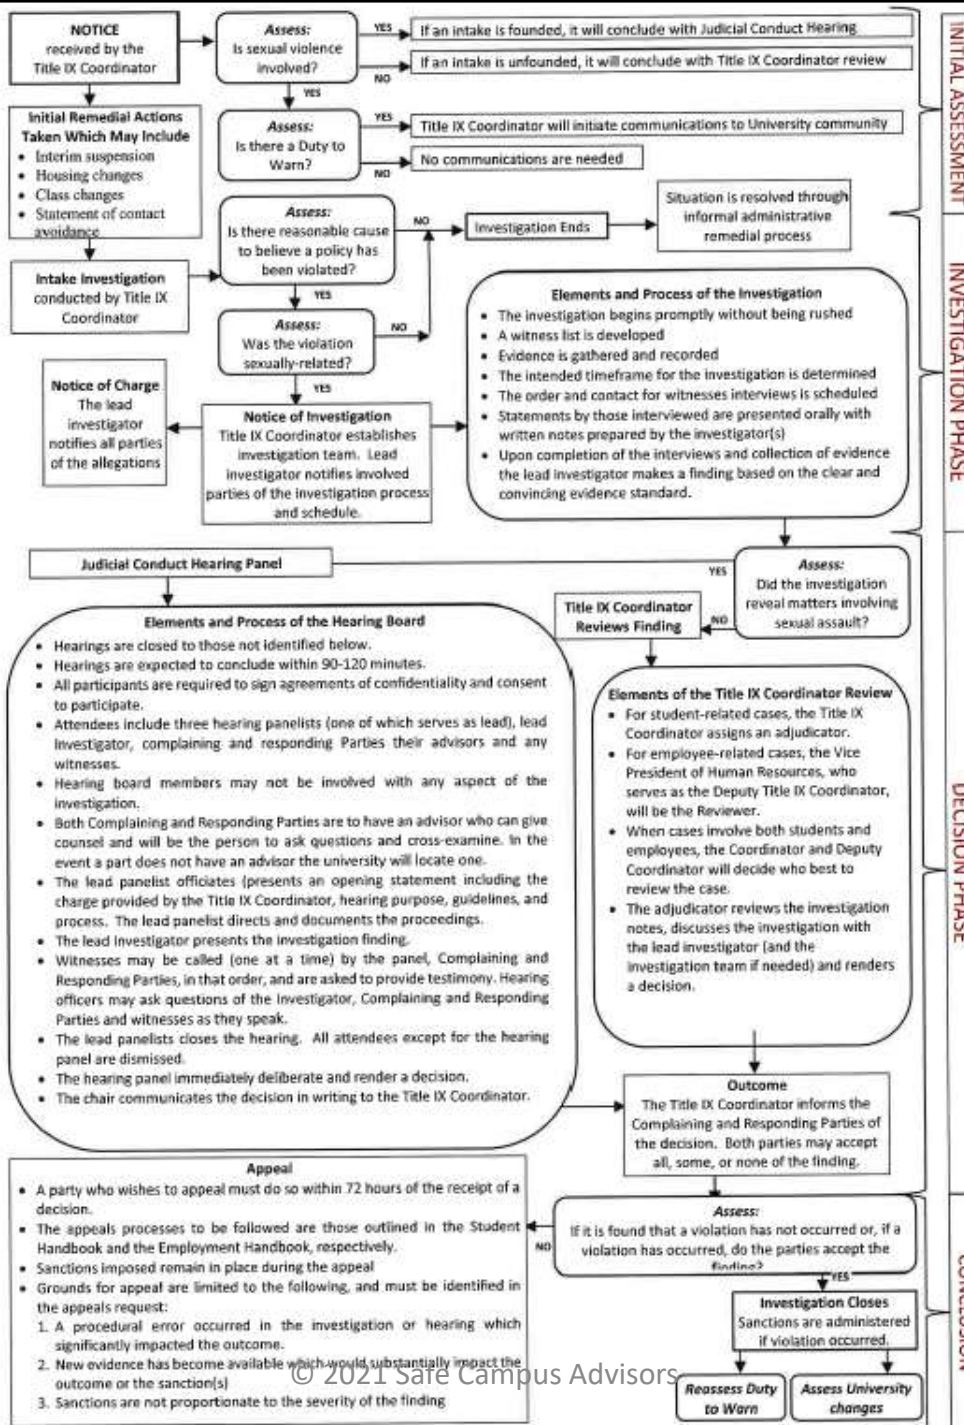 NOTICE
received by the
Title IX Coordinator
Assess:
Is sexual violence
involved?
YES
If an intake is founded, it will conclude with Judicial Conduct Hearing
If an intake is unfounded, it will conclude with Title IX Coordinator review
NO
YES
INITIAL ASSESSMENT
Initial Remedial Actions
Taken Which May Include
• Interim suspension
• Housing changes
• Class changes
• Statement of contact
avoidance
Assess:
Is there a Duty to
Warn?
YES
Title IX Coordinator will initiate communications to University community
No communications are needed
NO
Intake Investigation
conducted by Title IX
Coordinator
Assess:
Is there reasonable cause
to believe a policy has
been violated?
NO
Investigation Ends
Situation is resolved through
informal administrative
remedial process
YES
Assess:
Was the violation
sexually-related?
NO
YES
INVESTIGATION PHASE
Notice of Charge
The lead
investigator
notifies all parties
of the allegations
Notice of Investigation
Title IX Coordinator establishes
investigation team. Lead
investigator notifies involved
parties of the investigation process
and schedule.
Elements and Process of the Investigation
• The investigation begins promptly without being rushed
• A witness list is developed
• Evidence is gathered and recorded
• The intended timeframe for the investigation is determined
• The order and contact for witnesses interviews is scheduled
• Statements by those interviewed are presented orally with
written notes prepared by the investigator(s)
• Upon completion of the interviews and collection of evidence
the lead investigator makes a finding based on the clear and
convincing evidence standard.
Assess:
Did the investigation
reveal matters involving
sexual assault?
YES
NO
Judicial Conduct Hearing Panel
Title IX Coordinator
Reviews Finding
DECISION PHASE
Elements and Process of the Hearing Board
• Hearings are closed to those not identified below.
• Hearings are expected to conclude within 90-120 minutes.
• All participants are required to sign agreements of confidentiality and consent
to participate.
• Attendees include three hearing panelists (one of which serves as lead), lead
Investigator, complaining and responding Parties their advisors and any
witnesses.
• Hearing board members may not be involved with any aspect of the
investigation.
• Both Complaining and Responding Parties are to have an advisor who can give
counsel and will be the person to ask questions and cross-examine. In the
event a part does not have an advisor the university will locate one.
• The lead panelist officiates (presents an opening statement including the
charge provided by the Title IX Coordinator, hearing purpose, guidelines, and
process. The lead panelist directs and documents the proceedings.
• The lead Investigator presents the investigation finding.
• Witnesses may be called (one at a time) by the panel, Complaining and
Responding Parties, in that order, and are asked to provide testimony. Hearing
officers may ask questions of the Investigator, Complaining and Responding
Parties and witnesses as they speak.
• The lead panelists closes the hearing. All attendees except for the hearing
panel are dismissed.
• The hearing panel immediately deliberate and render a decision.
• The chair communicates the decision in writing to the Title IX Coordinator.
Elements of the Title IX Coordinator Review
• For student-related cases, the Title IX
Coordinator assigns an adjudicator.
• For employee-related cases, the Vice
President of Human Resources, who
serves as the Deputy Title IX Coordinator,
will be the Reviewer.
• When cases involve both students and
employees, the Coordinator and Deputy
Coordinator will decide who best to
review the case.
• The adjudicator reviews the investigation
notes, discusses the investigation with
the lead investigator (and the
investigation team if needed) and renders
a decision.
Outcome
The Title IX Coordinator informs the
Complaining and Responding Parties of
the decision. Both parties may accept
all, some, or none of the finding.
Assess:
If it is found that a violation has not occurred or, if a
violation has occurred, do the parties accept the
finding?
NO
YES
Appeal
• A party who wishes to appeal must do so within 72 hours of the receipt of a
decision.
• The appeals processes to be followed are those outlined in the Student
Handbook and the Employment Handbook, respectively.
• Sanctions imposed remain in place during the appeal
• Grounds for appeal are limited to the following, and must be identified in
the appeals request:
1. A procedural error occurred in the investigation or hearing which
significantly impacted the outcome.
2. New evidence has become available which would substantially impact the
outcome or the sanction(s)
3. Sanctions are not proportionate to the severity of the finding
Investigation Closes
Sanctions are administered
if violation occurred.
Reassess Duty
to Warn
Assess University
changes
CONCLUSION
© 2021 Safe Campus Advisors